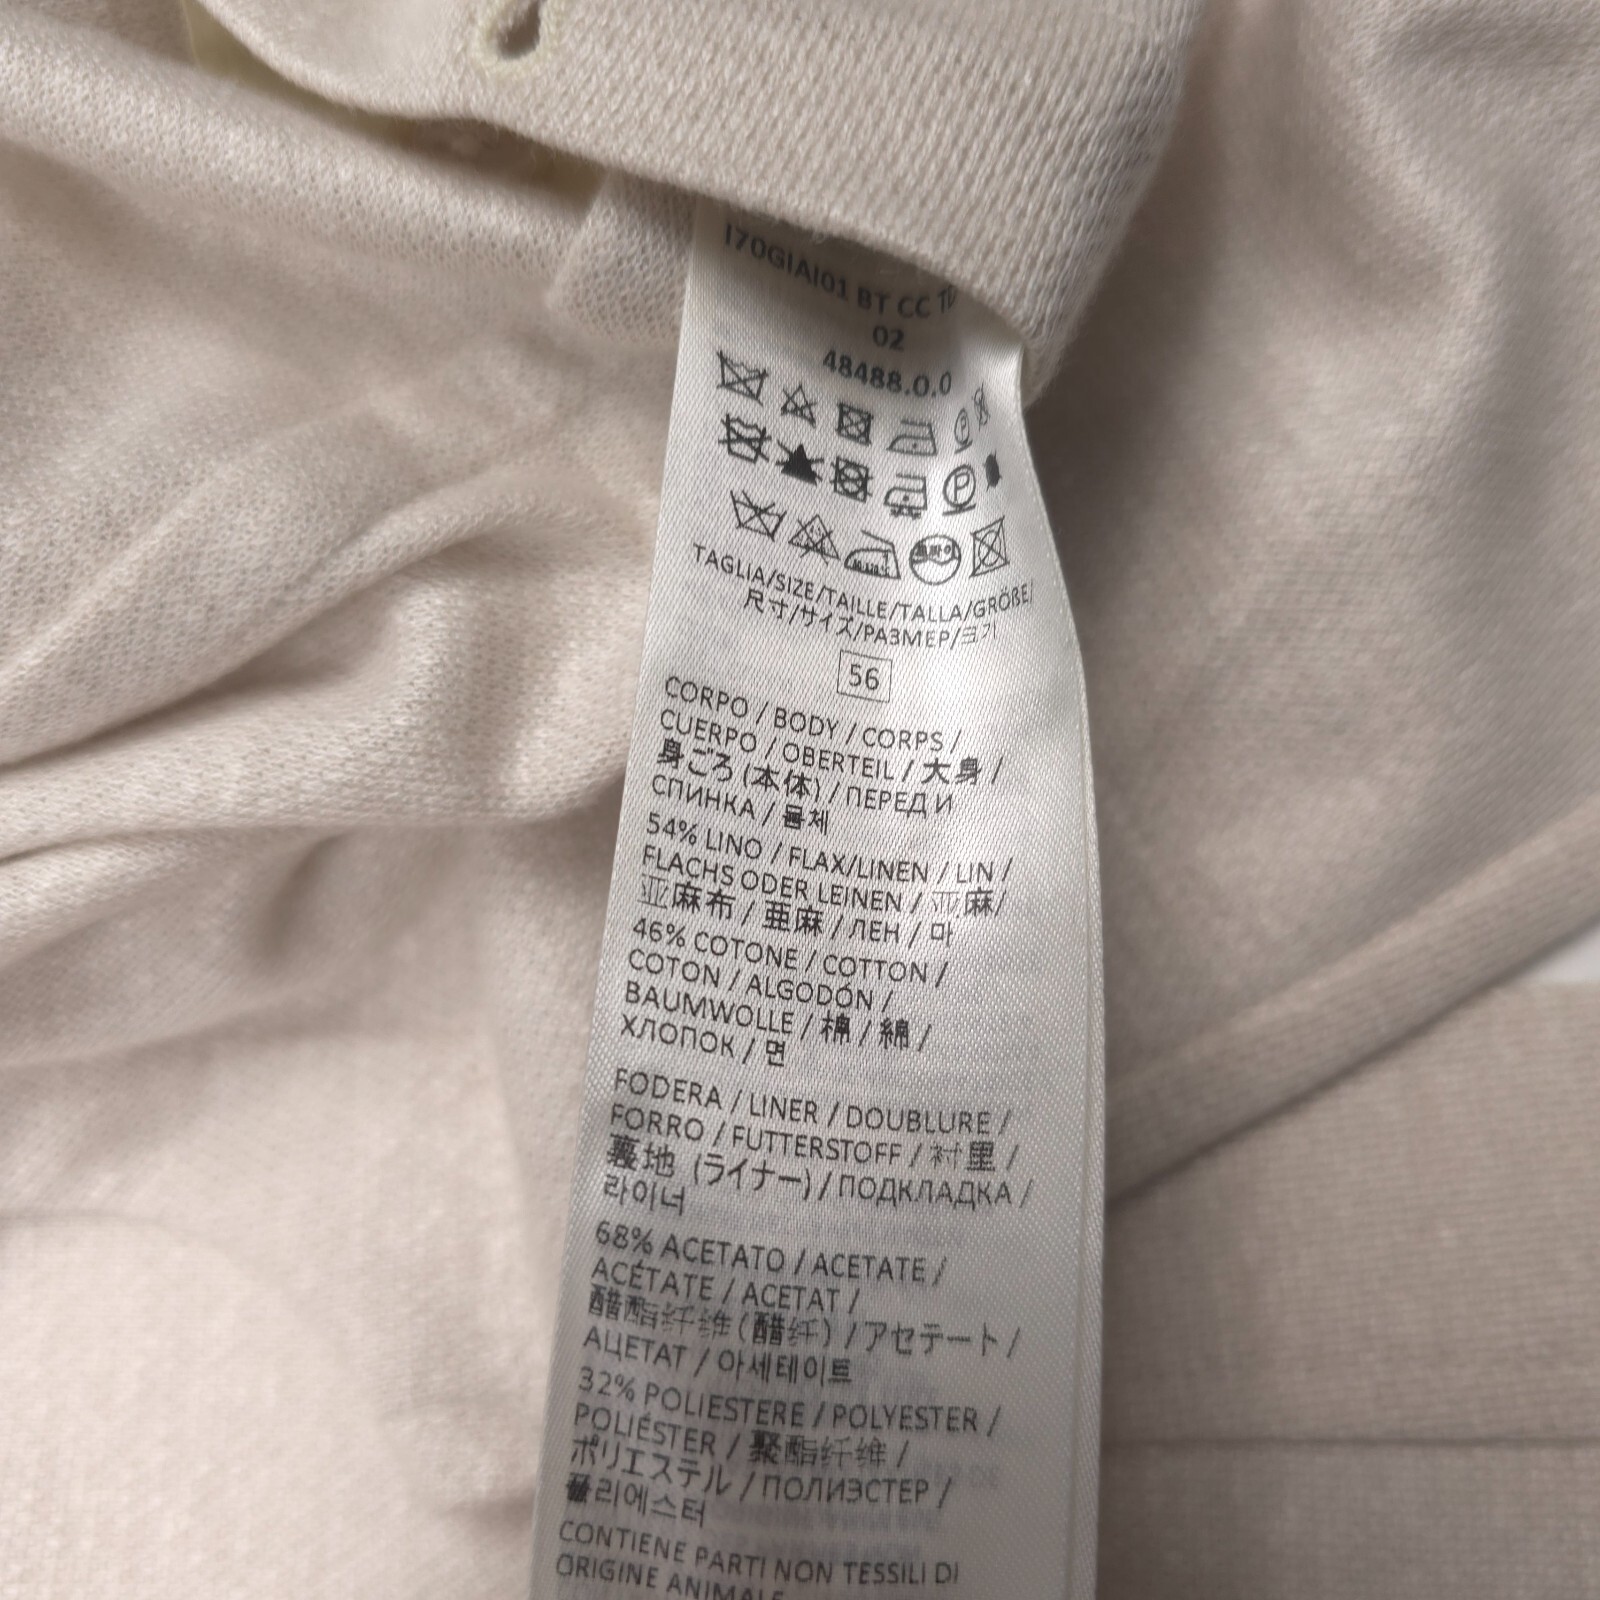 I70GIAI01 BT CC
02
48488.0.0
TAGLIA/SIZE/TAILLE/TALLA/GRÖßE/
尺寸/サイズ/РАЗМЕР/크기
56
CORPO / BODY / CORPS /
CUERPO / OBERTEIL / 大身 /
身ごろ (本体) / ПЕРЕД И
СПИНКА / 몸체
54% LINO / FLAX/LINEN / LIN /
FLACHS ODER LEINEN / 亚麻/
亚麻布 / 亜麻 / ЛЕН / 마
46% COTONE / COTTON /
COTON / ALGODÓN /
BAUMWOLLE / 棉 / 綿 /
ХЛОПОК / 면
FODERA / LINER / DOUBLURE /
FORRO / FUTTERSTOFF / 衬里 /
裏地 (ライナー) / ПОДКЛАДКА /
라이너
68% ACETATO / ACETATE /
ACÉTATE / ACETAT /
醋酯纤维 (醋纤) / アセテート /
АЦЕТАТ / 아세테이트
32% POLIESTERE / POLYESTER /
POLIÉSTER / 聚酯纤维 /
ポリエステル / ПОЛИЭСТЕР /
폴리에스터
CONTIENE PARTI NON TESSILI DI
ORIGINE ANIMALE